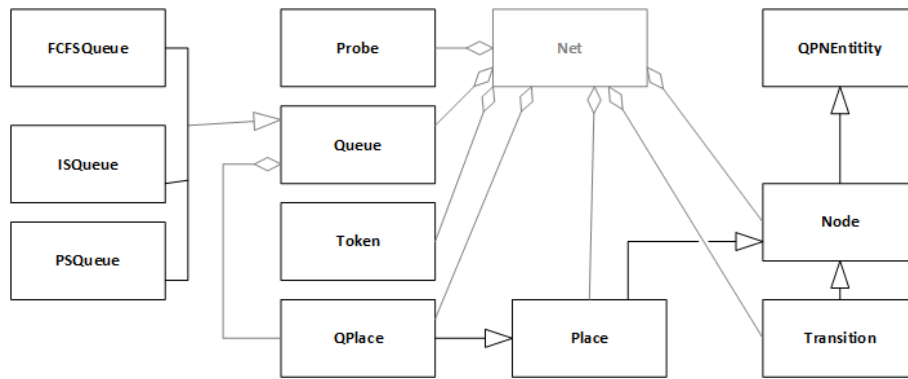 FCFSQueue
Probe
Net
QPNEntitity
ISQueue
Queue
PSQueue
Token
Node
QPlace
Place
Transition